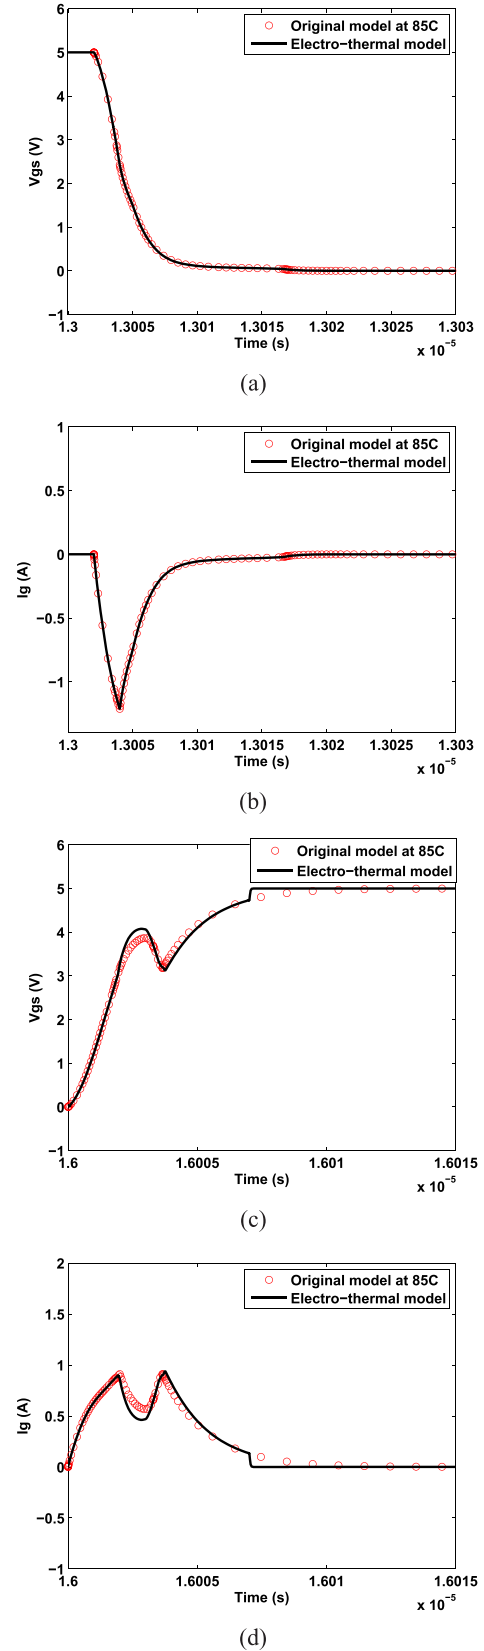 6
Original model at 85C
Electro−thermal model
5
4
3
2
1
0
−1
Vgs (V)
1.3 1.3005 1.301 1.3015 1.302 1.3025 1.303
Time (s)
x 10−5
(a)
1
Original model at 85C
Electro−thermal model
0.5
0
−0.5
−1
Ig (A)
1.3 1.3005 1.301 1.3015 1.302 1.3025 1.303
Time (s)
x 10−5
(b)
6
Original model at 85C
Electro−thermal model
5
4
3
2
1
0
−1
Vgs (V)
1.6 1.6005 1.601 1.6015
Time (s)
x 10−5
(c)
2
Original model at 85C
Electro−thermal model
1.5
1
0.5
0
−0.5
−1
Ig (A)
1.6 1.6005 1.601 1.6015
Time (s)
x 10−5
(d)